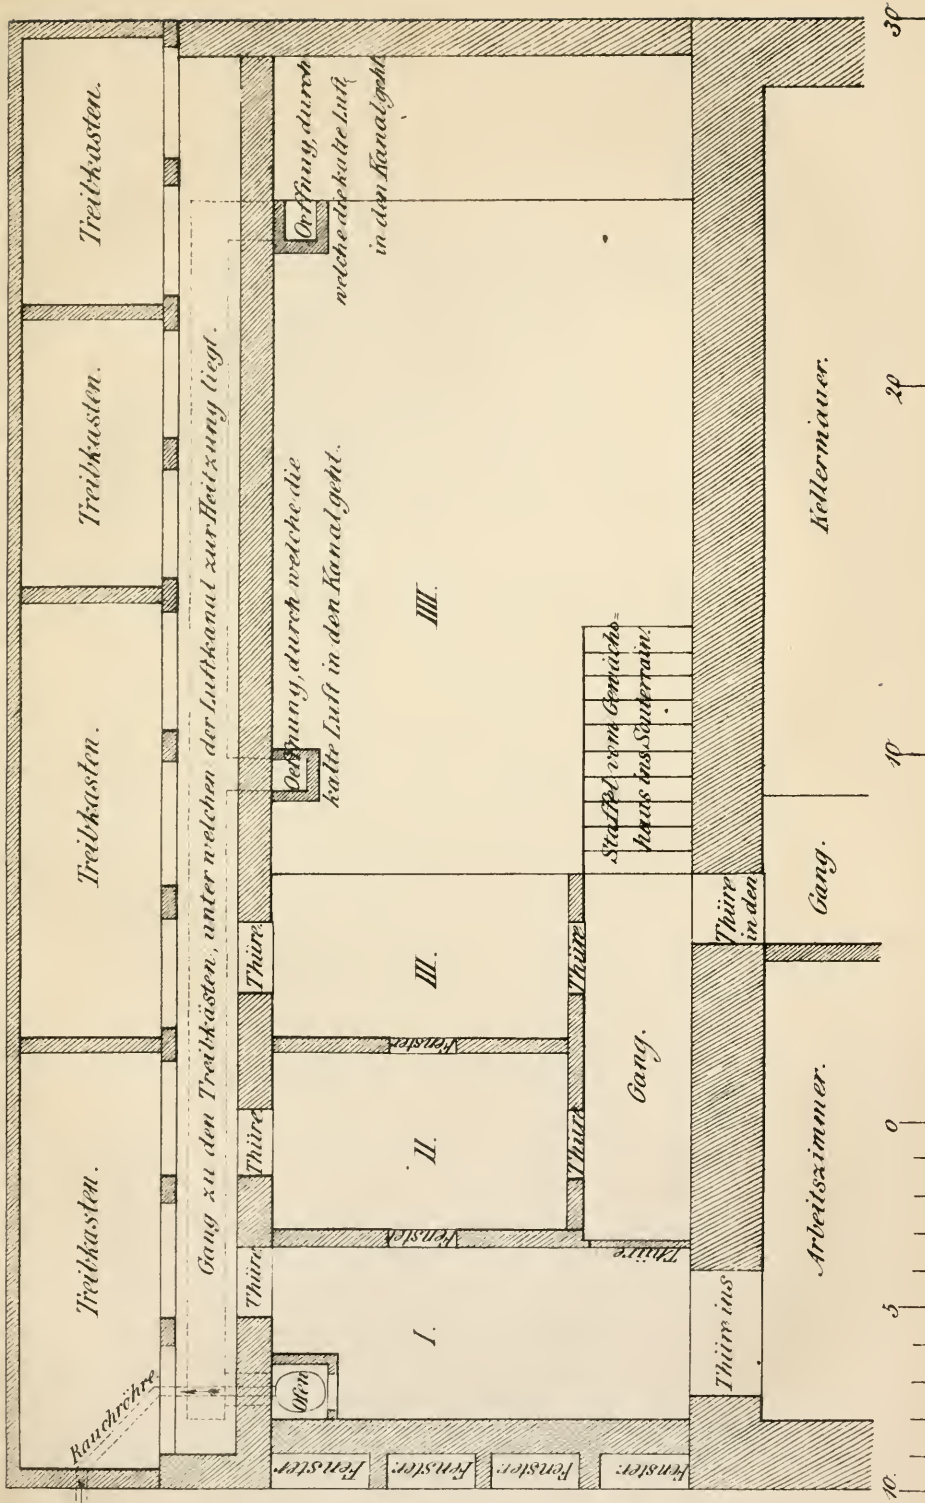 Treibkasten.
Treibkasten.
Treibkasten.
Treibkasten.
Rauchröhre
Gang zu den Treibkästen, unter welchen der Luftkanal zur Heitzung liegt.
Oeffnung, durch
welche die kalte Luft
in den Kanal geht.
Oeffnung, durch welche die
kalte Luft in den Kanal geht.
Thüre
Thüre
Thüre
Ofen
I.
II.
III.
IIII.
Fenster
Fenster
Thüre
Thüre
Thüre
Gang.
Staffel vom Gewächs=
haus ins Souterrain.
Fenster
Fenster.
Fenster.
Fenster.
Thüre ins
Arbeitszimmer.
Thüre
in den
Gang.
Kellermauer.
10.
5
0
10
20
30